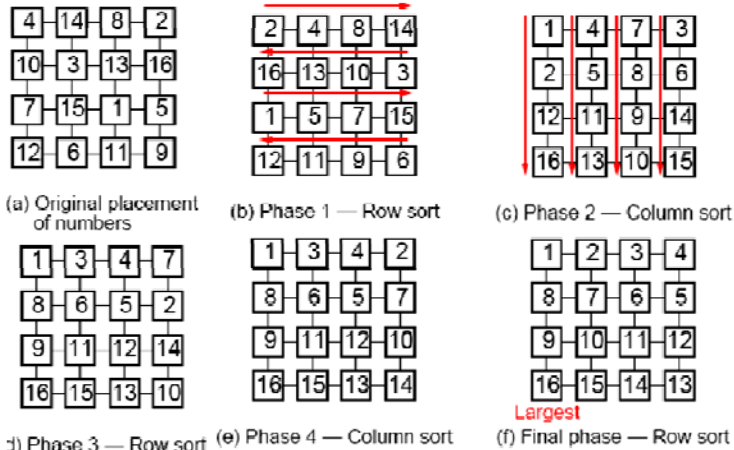 4 14 8 2
10 3 13 16
7 15 1 5
12 6 11 9
(a) Original placement
of numbers
2 4 8 14
16 13 10 3
1 5 7 15
12 11 9 6
(b) Phase 1 — Row sort
1 4 7 3
2 5 8 6
12 11 9 14
16 13 10 15
(c) Phase 2 — Column sort
1 3 4 7
8 6 5 2
9 11 12 14
16 15 13 10
d) Phase 3 — Row sort
1 3 4 2
8 6 5 7
9 11 12 10
16 15 13 14
(e) Phase 4 — Column sort
1 2 3 4
8 7 6 5
9 10 11 12
16 15 14 13
Largest
(f) Final phase — Row sort